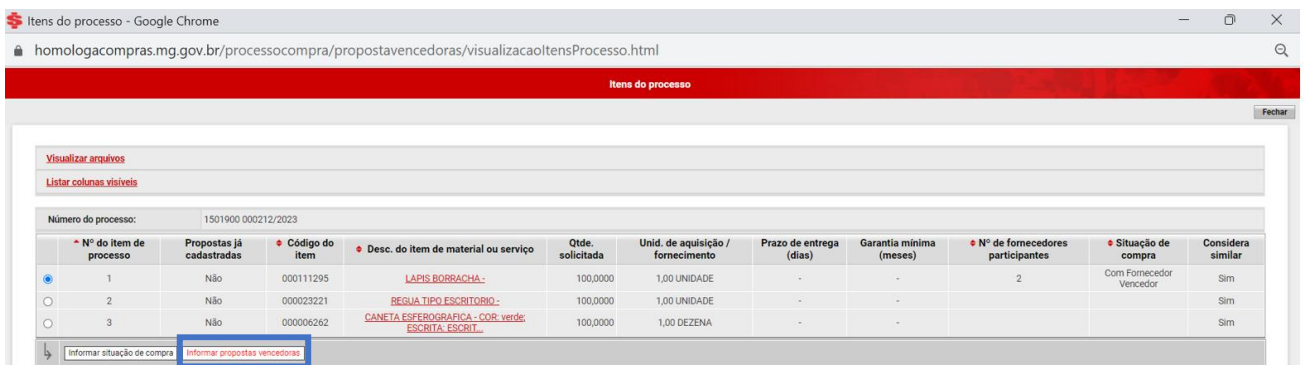 Itens do processo - Google Chrome
homologacompras.mg.gov.br/processocompra/propostavencedoras/visualizacaoItensProcesso.html
Itens do processo
Fechar
Visualizar arquivos
Listar colunas visíveis
Número do processo: 1501900 000212/2023
Nº do item de processo Propostas já cadastradas Código do item Desc. do item de material ou serviço Qtde. solicitada Unid. de aquisição / fornecimento Prazo de entrega (dias) Garantia mínima (meses) Nº de fornecedores participantes Situação de compra Considera similar
1 Não 000111295 LAPIS BORRACHA - 100,0000 1,00 UNIDADE - - 2 Com Fornecedor Vencedor Sim
2 Não 000023221 REGUA TIPO ESCRITORIO - 100,0000 1,00 UNIDADE - - Sim
3 Não 000006262 CANETA ESFEROGRAFICA - COR: verde; ESCRITA: ESCRIT... 100,0000 1,00 DEZENA - - Sim
Informar situação de compra Informar propostas vencedoras